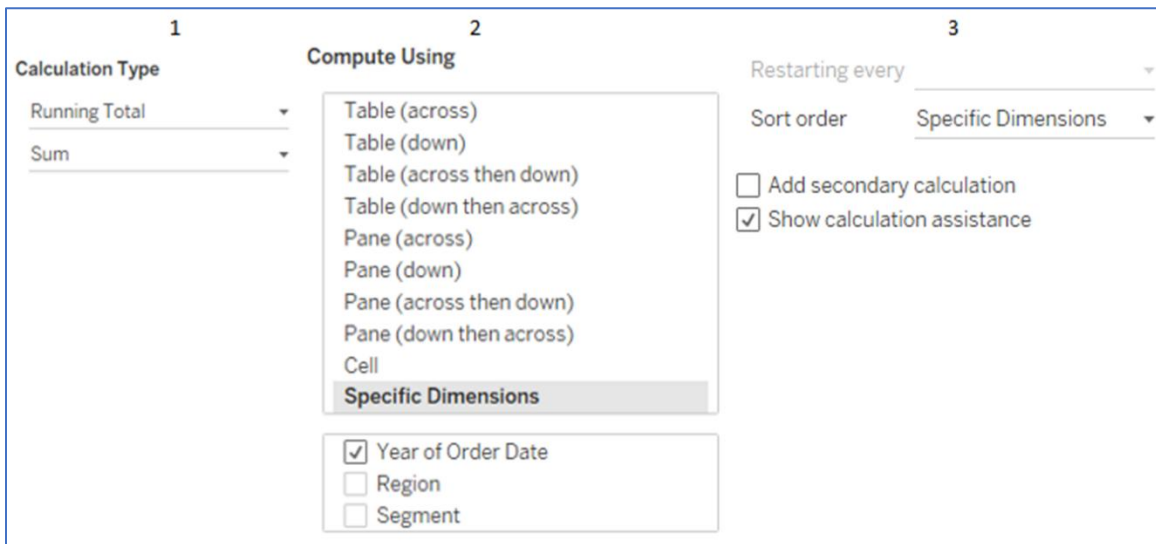 1
Calculation Type
Running Total
Sum
2
Compute Using
Table (across)
Table (down)
Table (across then down)
Table (down then across)
Pane (across)
Pane (down)
Pane (across then down)
Pane (down then across)
Cell
Specific Dimensions
Year of Order Date
Region
Segment
3
Restarting every
Sort order Specific Dimensions
Add secondary calculation
Show calculation assistance